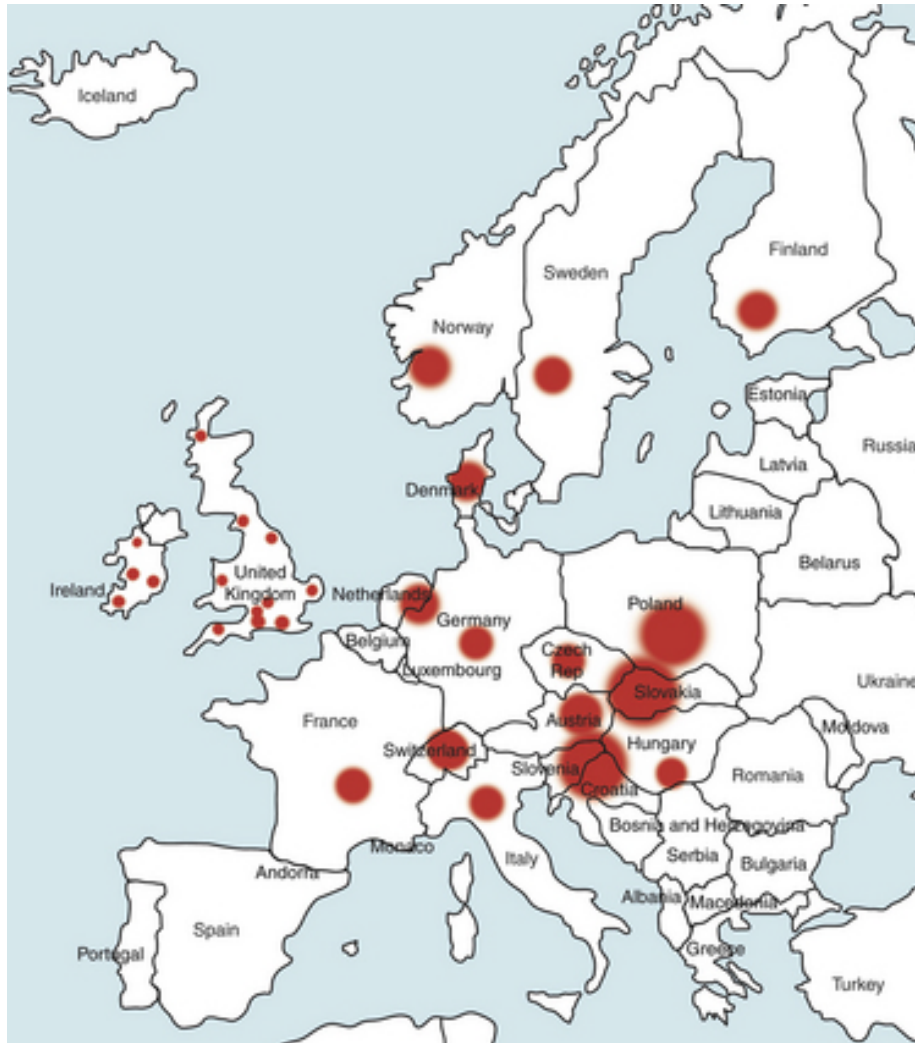 Iceland
Finland
Sweden
Norway
Estonia
Russia
Latvia
Denmark
Lithuania
Belarus
United
Kingdom
Ireland
Netherlands
Poland
Germany
Belgium
Czech
Rep
Luxembourg
Ukraine
Slovakia
France
Austria
Moldova
Hungary
Switzerland
Slovenia
Romania
Croatia
Bosnia and Herzegovina
Monaco
Italy
Serbia
Bulgaria
Andorra
Albania
Macedonia
Spain
Portugal
Greece
Turkey